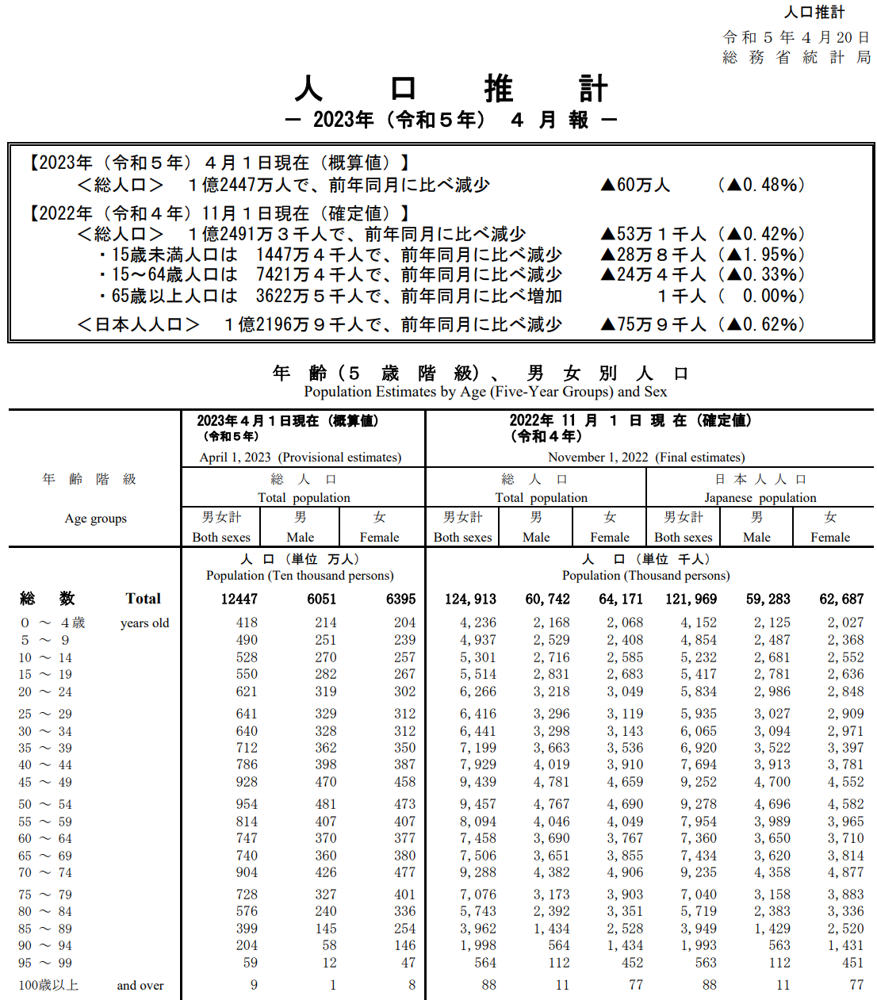 人口推計
令和５年４月20日
総務省統計局
人口推計
－ 2023年（令和５年） ４月報 －
【2023年（令和５年）４月１日現在（概算値）】
＜総人口＞ １億2447万人で、前年同月に比べ減少 ▲60万人 （▲0.48％）
【2022年（令和４年）11月１日現在（確定値）】
＜総人口＞ １億2491万３千人で、前年同月に比べ減少 ▲53万１千人（▲0.42％）
・15歳未満人口は 1447万４千人で、前年同月に比べ減少 ▲28万８千人（▲1.95％）
・15～64歳人口は 7421万４千人で、前年同月に比べ減少 ▲24万４千人（▲0.33％）
・65歳以上人口は 3622万５千人で、前年同月に比べ増加 １千人（ 0.00％）
＜日本人人口＞ １億2196万９千人で、前年同月に比べ減少 ▲75万９千人（▲0.62％）
年齢（５歳階級）、男女別人口
Population Estimates by Age (Five-Year Groups) and Sex
2023年４月１日現在（概算値） 2022年 11 月 １ 日 現 在（確定値）
（令和５年） （令和４年）
April 1, 2023 (Provisional estimates) November 1, 2022 (Final estimates)
年齢階級 総人口 総人口 日本人人口
Total population Total population Japanese population
Age groups 男女計 男 女 男女計 男 女 男女計 男 女
Both sexes Male Female Both sexes Male Female Both sexes Male Female
人 口（単位 万人） 人 口（単位 千人）
Population (Ten thousand persons) Population (Thousand persons)
総 数 Total 12447 6051 6395 124,913 60,742 64,171 121,969 59,283 62,687
０ ～ ４歳 years old 418 214 204 4,236 2,168 2,068 4,152 2,125 2,027
５ ～ ９ 490 251 239 4,937 2,529 2,408 4,854 2,487 2,368
10 ～ 14 528 270 257 5,301 2,716 2,585 5,232 2,681 2,552
15 ～ 19 550 282 267 5,514 2,831 2,683 5,417 2,781 2,636
20 ～ 24 621 319 302 6,266 3,218 3,049 5,834 2,986 2,848
25 ～ 29 641 329 312 6,416 3,296 3,119 5,935 3,027 2,909
30 ～ 34 640 328 312 6,441 3,298 3,143 6,065 3,094 2,971
35 ～ 39 712 362 350 7,199 3,663 3,536 6,920 3,522 3,397
40 ～ 44 786 398 387 7,929 4,019 3,910 7,694 3,913 3,781
45 ～ 49 928 470 458 9,439 4,781 4,659 9,252 4,700 4,552
50 ～ 54 954 481 473 9,457 4,767 4,690 9,278 4,696 4,582
55 ～ 59 814 407 407 8,094 4,046 4,049 7,954 3,989 3,965
60 ～ 64 747 370 377 7,458 3,690 3,767 7,360 3,650 3,710
65 ～ 69 740 360 380 7,506 3,651 3,855 7,434 3,620 3,814
70 ～ 74 904 426 477 9,288 4,382 4,906 9,235 4,358 4,877
75 ～ 79 728 327 401 7,076 3,173 3,903 7,040 3,158 3,883
80 ～ 84 576 240 336 5,743 2,392 3,351 5,719 2,383 3,336
85 ～ 89 399 145 254 3,962 1,434 2,528 3,949 1,429 2,520
90 ～ 94 204 58 146 1,998 564 1,434 1,993 563 1,431
95 ～ 99 59 12 47 564 112 452 563 112 451
100歳以上 and over 9 1 8 88 11 77 88 11 77